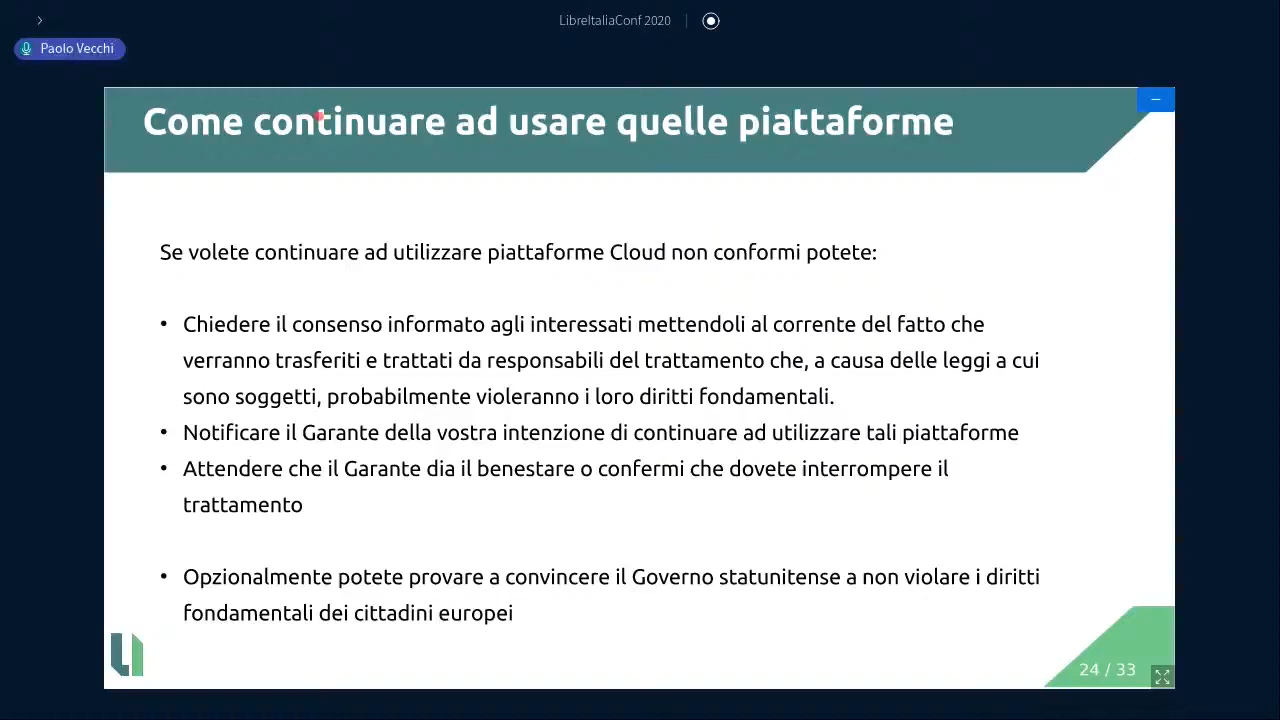 LibreItaliaConf 2020
Paolo Vecchi
Come continuare ad usare quelle piattaforme
Se volete continuare ad utilizzare piattaforme Cloud non conformi potete:
• Chiedere il consenso informato agli interessati mettendoli al corrente del fatto che
verranno trasferiti e trattati da responsabili del trattamento che, a causa delle leggi a cui
sono soggetti, probabilmente violeranno i loro diritti fondamentali.
• Notificare il Garante della vostra intenzione di continuare ad utilizzare tali piattaforme
• Attendere che il Garante dia il benestare o confermi che dovete interrompere il
trattamento
• Opzionalmente potete provare a convincere il Governo statunitense a non violare i diritti
fondamentali dei cittadini europei
24 / 33